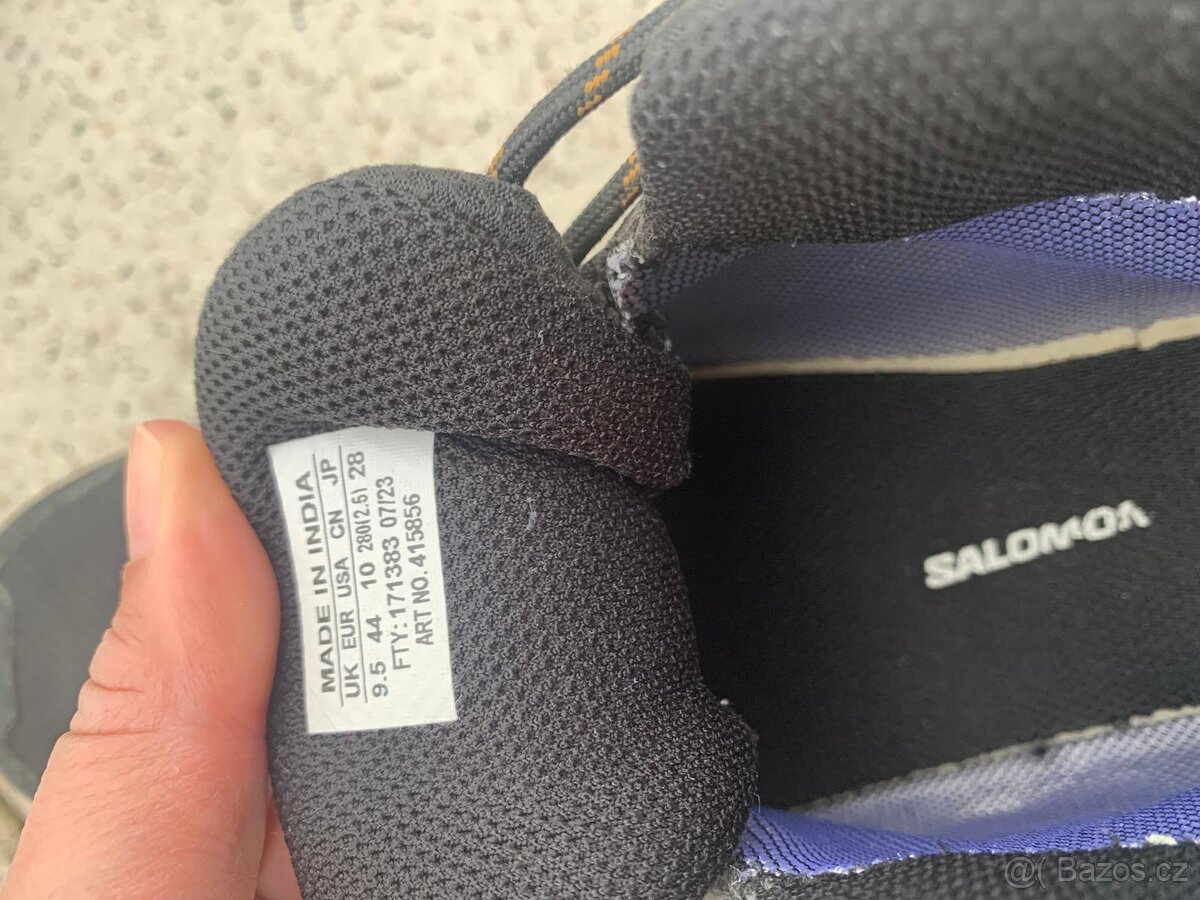 MADE IN INDIA
UK EUR USA CN JP
9.5 44 10 280(2.5) 28
FTY: 171383 07/23
ART NO. 415856
SALOMON
@( Bazos.cz